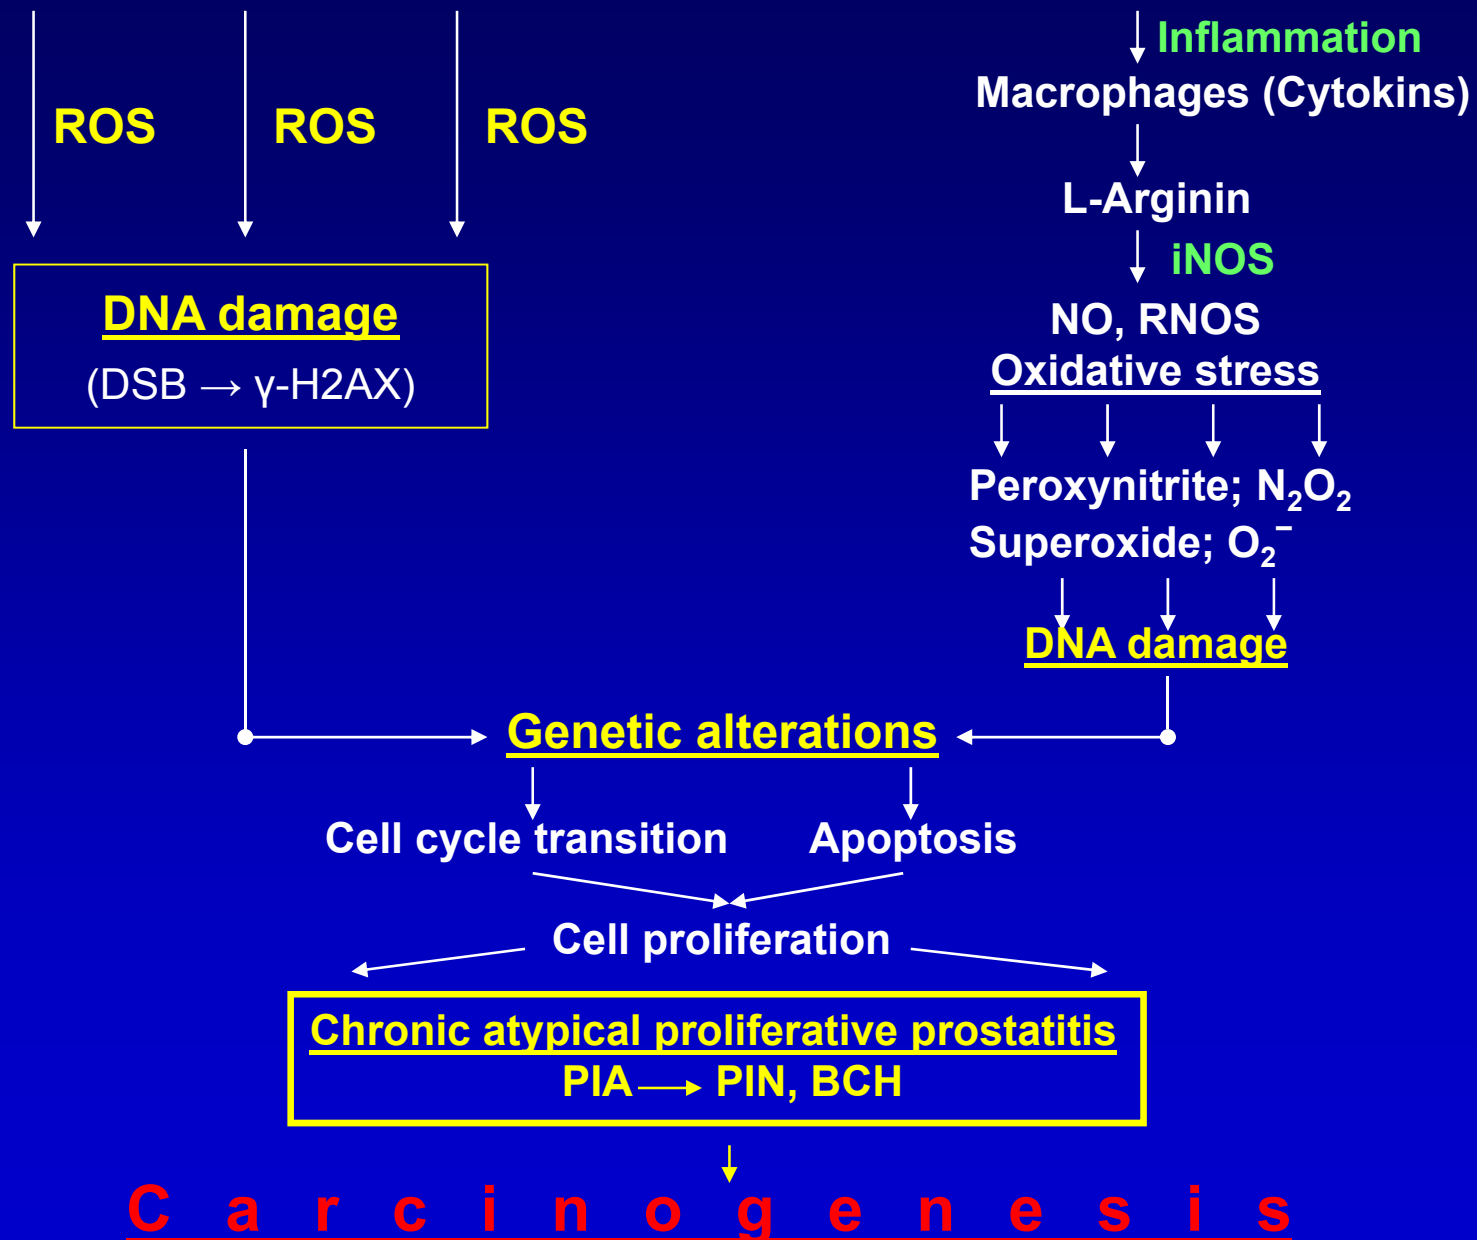 Inflammation
Macrophages (Cytokins)
ROS ROS ROS
L-Arginin
iNOS
DNA damage
(DSB → γ-H2AX)
NO, RNOS
Oxidative stress
Peroxynitrite; N₂O₂
Superoxide; O₂⁻
DNA damage
Genetic alterations
Cell cycle transition Apoptosis
Cell proliferation
Chronic atypical proliferative prostatitis
PIA → PIN, BCH
C a r c i n o g e n e s i s